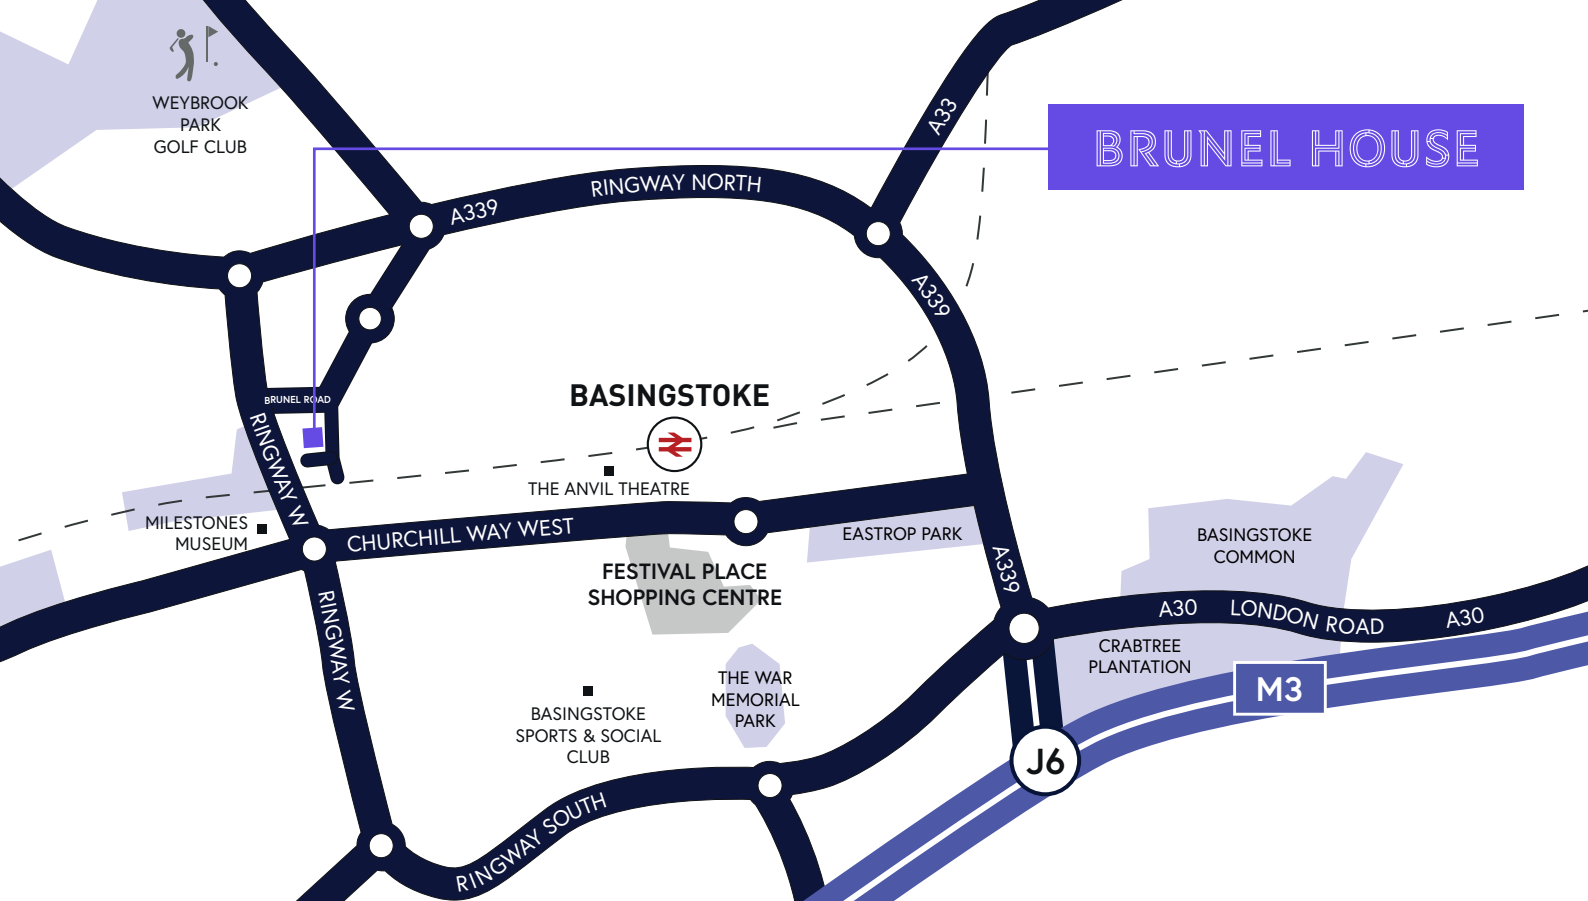 WEYBROOK
PARK
GOLF CLUB
A33
BRUNEL HOUSE
RINGWAY NORTH
A339
A339
BRUNEL ROAD
BASINGSTOKE
RINGWAY W
THE ANVIL THEATRE
MILESTONES
MUSEUM
CHURCHILL WAY WEST
EASTROP PARK
BASINGSTOKE
COMMON
A339
FESTIVAL PLACE
SHOPPING CENTRE
RINGWAY W
A30
LONDON ROAD
A30
CRABTREE
PLANTATION
THE WAR
MEMORIAL
PARK
M3
BASINGSTOKE
SPORTS & SOCIAL
CLUB
J6
RINGWAY SOUTH